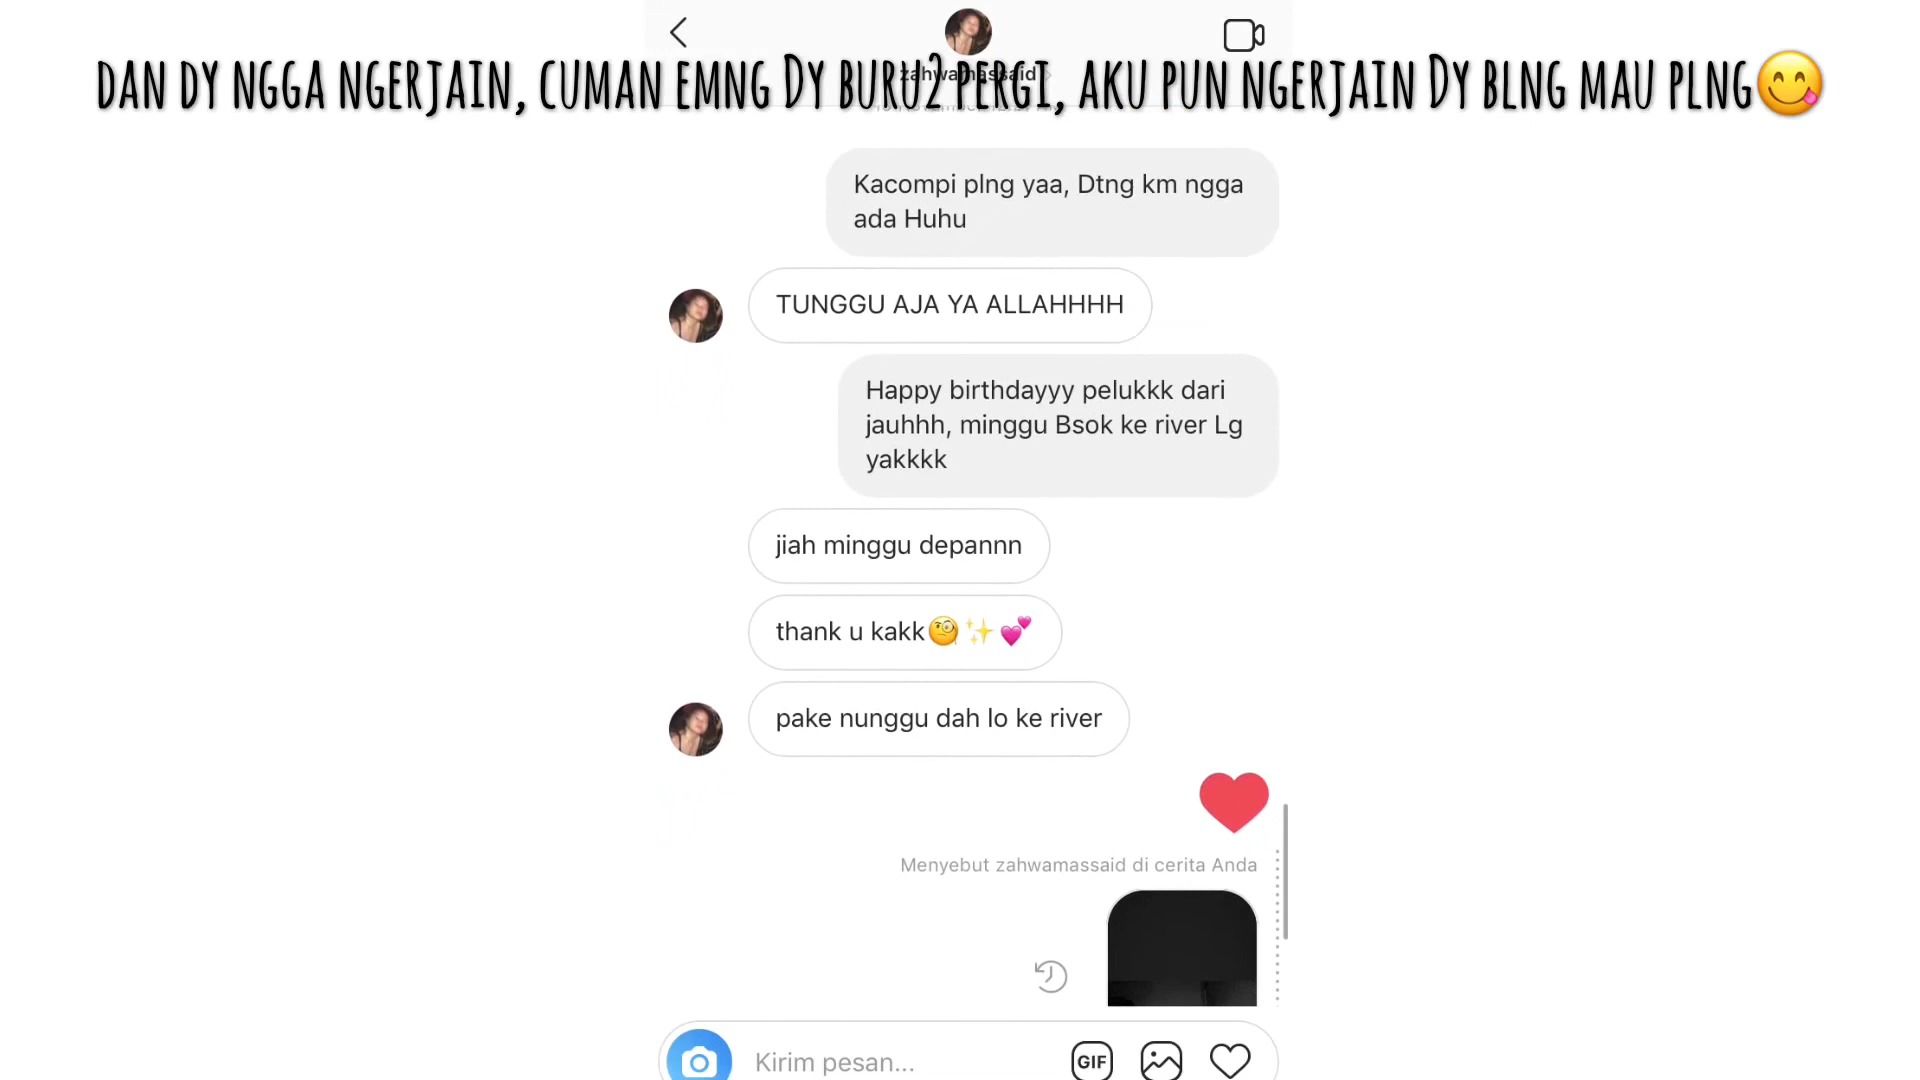 DAN DY NGGA NGERJAIN, CUMAN EMNG DY BURU2 PERGI, AKU PUN NGERJAIN DY BLNG MAU PLNG😋
zahwamassaid
Kacompi plng yaa, Dtng km ngga
ada Huhu
TUNGGU AJA YA ALLAHHHH
Happy birthdayyy pelukkk dari
jauhhh, minggu Bsok ke river Lg
yakkkk
jiah minggu depannn
thank u kakk🧐✨💕
pake nunggu dah lo ke river
Menyebut zahwamassaid di cerita Anda
Kirim pesan...
GIF